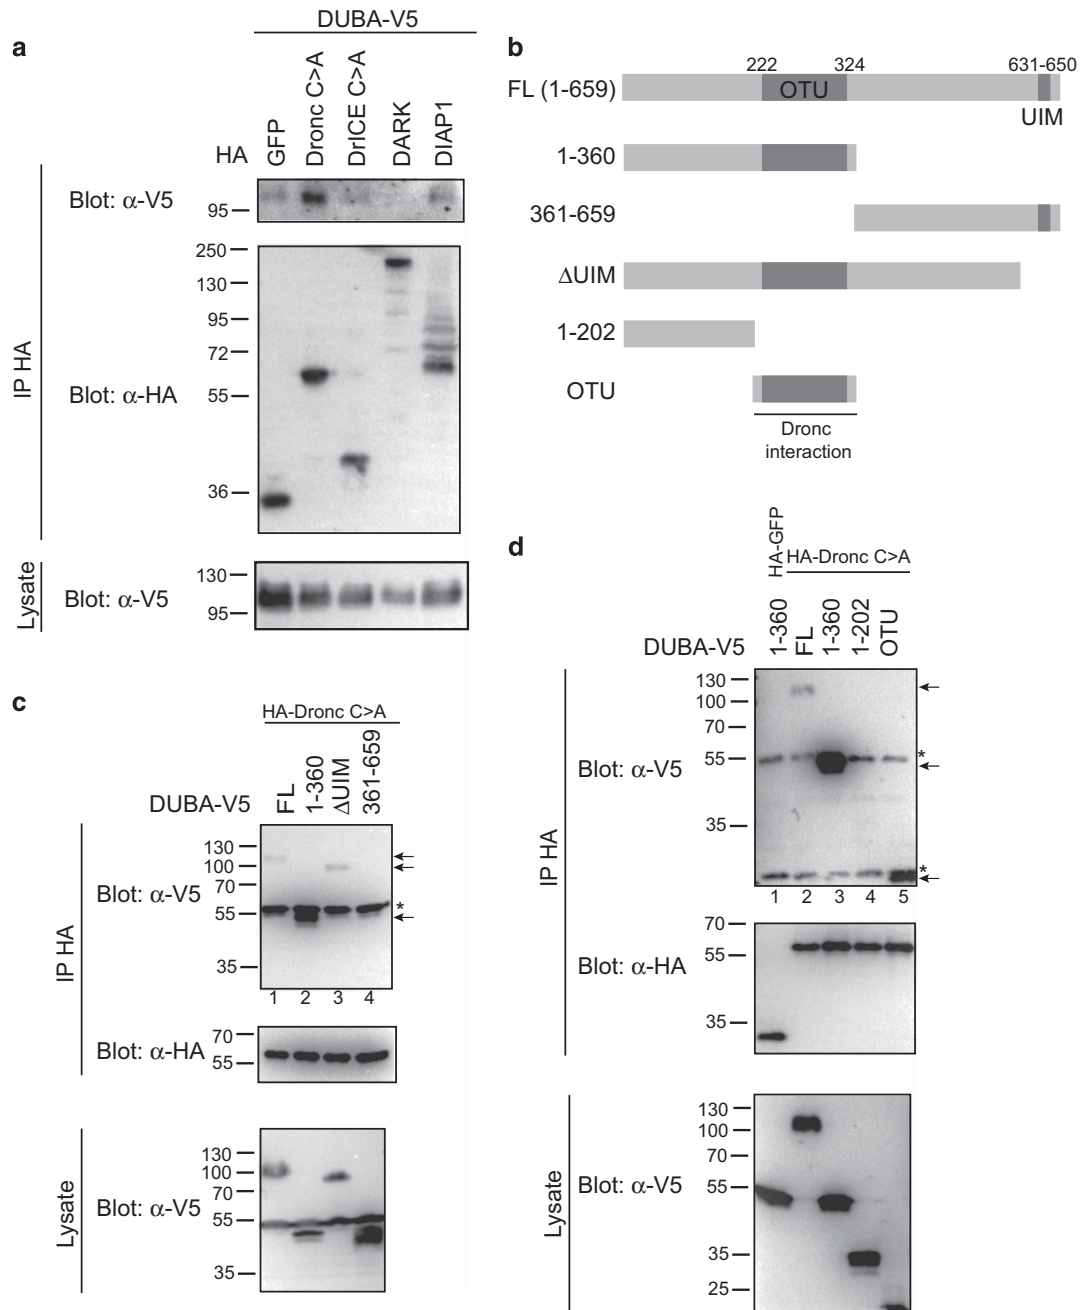 a
DUBA-V5
HA
GFP
Dronc C>A
DrICE C>A
DARK
DIAP1
IP HA
Blot: α-V5
95
Blot: α-HA
250
130
95
72
55
36
Lysate
Blot: α-V5
130
95
b
222 324 631-650
FL (1-659)
OTU
UIM
1-360
361-659
ΔUIM
1-202
OTU
Dronc
interaction
c
HA-Dronc C>A
DUBA-V5
FL
1-360
ΔUIM
361-659
IP HA
Blot: α-V5
130
100
70
55
35
*
1 2 3 4
Blot: α-HA
70
55
Lysate
Blot: α-V5
130
100
70
55
35
d
HA-GFP
HA-Dronc C>A
DUBA-V5
1-360
FL
1-360
1-202
OTU
IP HA
Blot: α-V5
130
100
70
55
35
*
*
1 2 3 4 5
Blot: α-HA
70
55
35
Lysate
Blot: α-V5
130
100
70
55
35
25